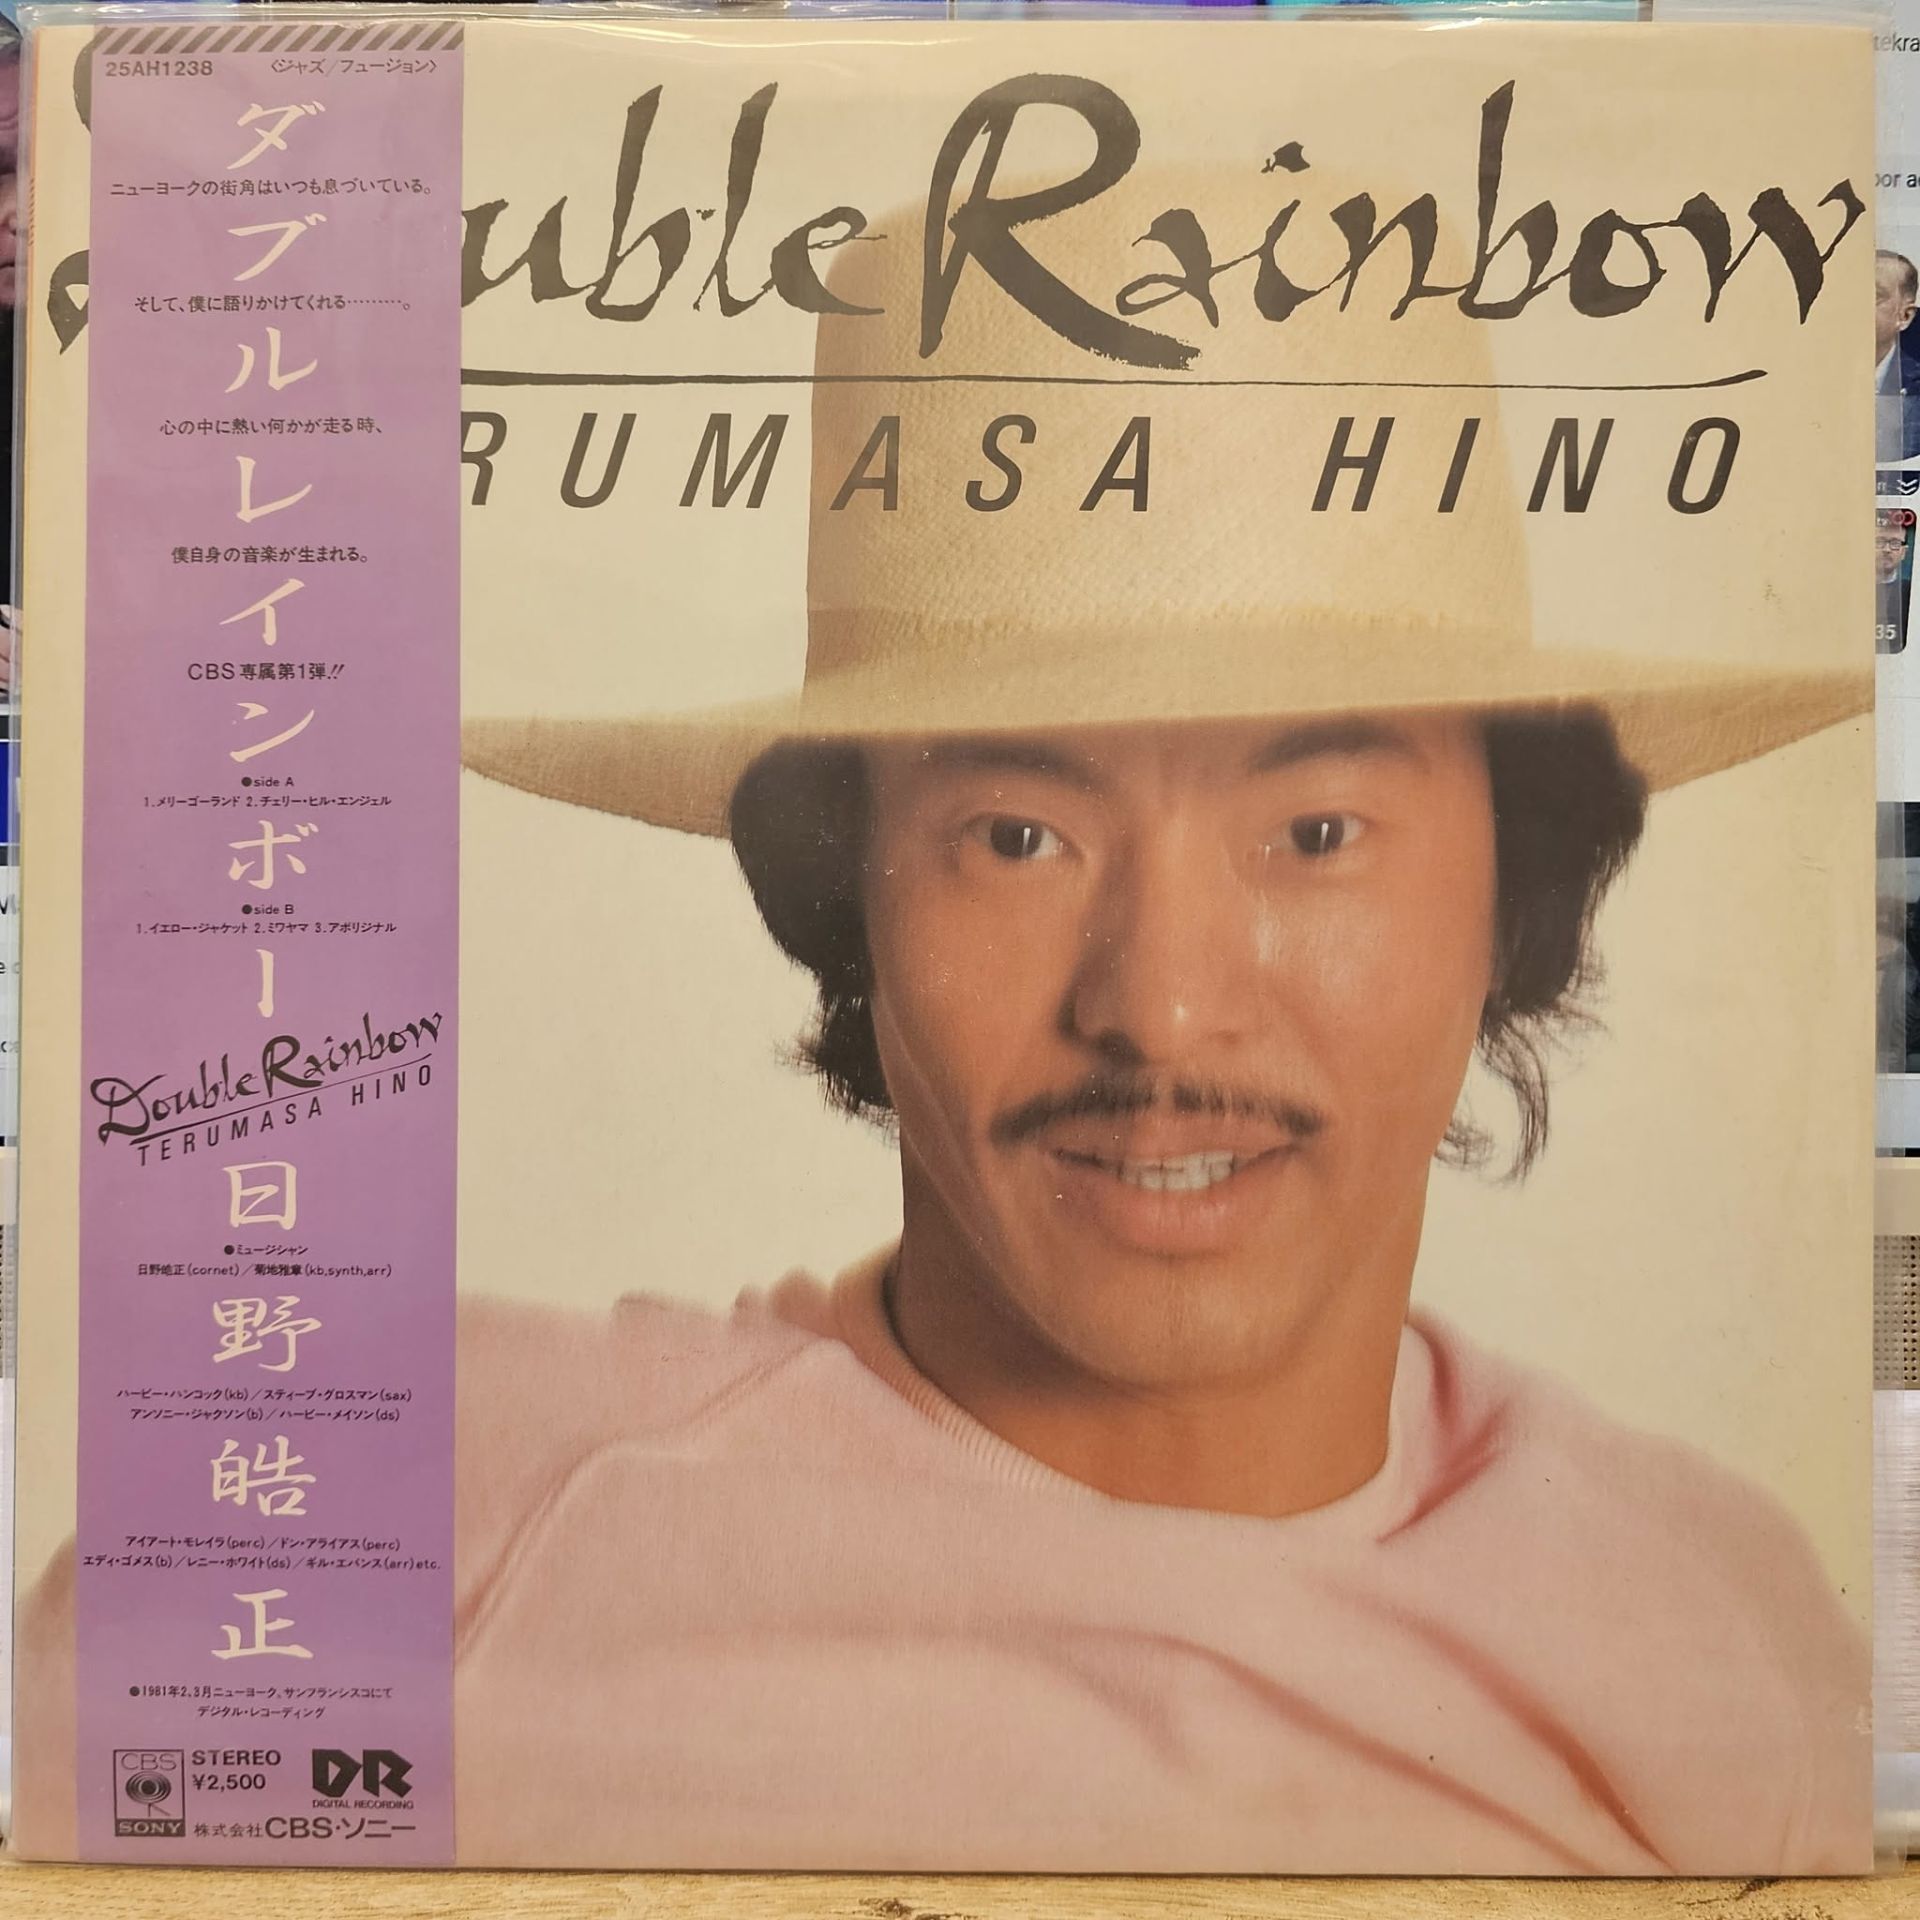 25AH1238 〈ジャズ/フュージョン〉
ダブルレインボー
ニューヨークの街角はいつも息づいている。
そして、僕に語りかけてくれる………。
心の中に熱い何かが走る時、
僕自身の音楽が生まれる。
CBS専属第1弾!!
●side A
1.メリーゴーランド 2.チェリー・ヒル・エンジェル
●side B
1.イエロー・ジャケット 2.ミワヤマ 3.アボリジナル
Double Rainbow
TERUMASA HINO
日野皓正
●ミュージシャン
日野皓正(cornet)/菊地雅章(kb,synth,arr)
ハービー・ハンコック(kb)/スティーブ・グロスマン(sax)
アンソニー・ジャクソン(b)/ハービー・メイソン(ds)
アイアート・モレイラ(perc)/ドン・アライアス(perc)
エディ・ゴメス(b)/レニー・ホワイト(ds)/ギル・エバンス(arr)etc.
●1981年2、3月ニューヨーク、サンフランシスコにて
デジタル・レコーディング
CBS
SONY
STEREO
¥2,500
DR
DIGITAL RECORDING
株式会社CBS・ソニー
uble Rainbow
RUMASA HINO
tekra
35